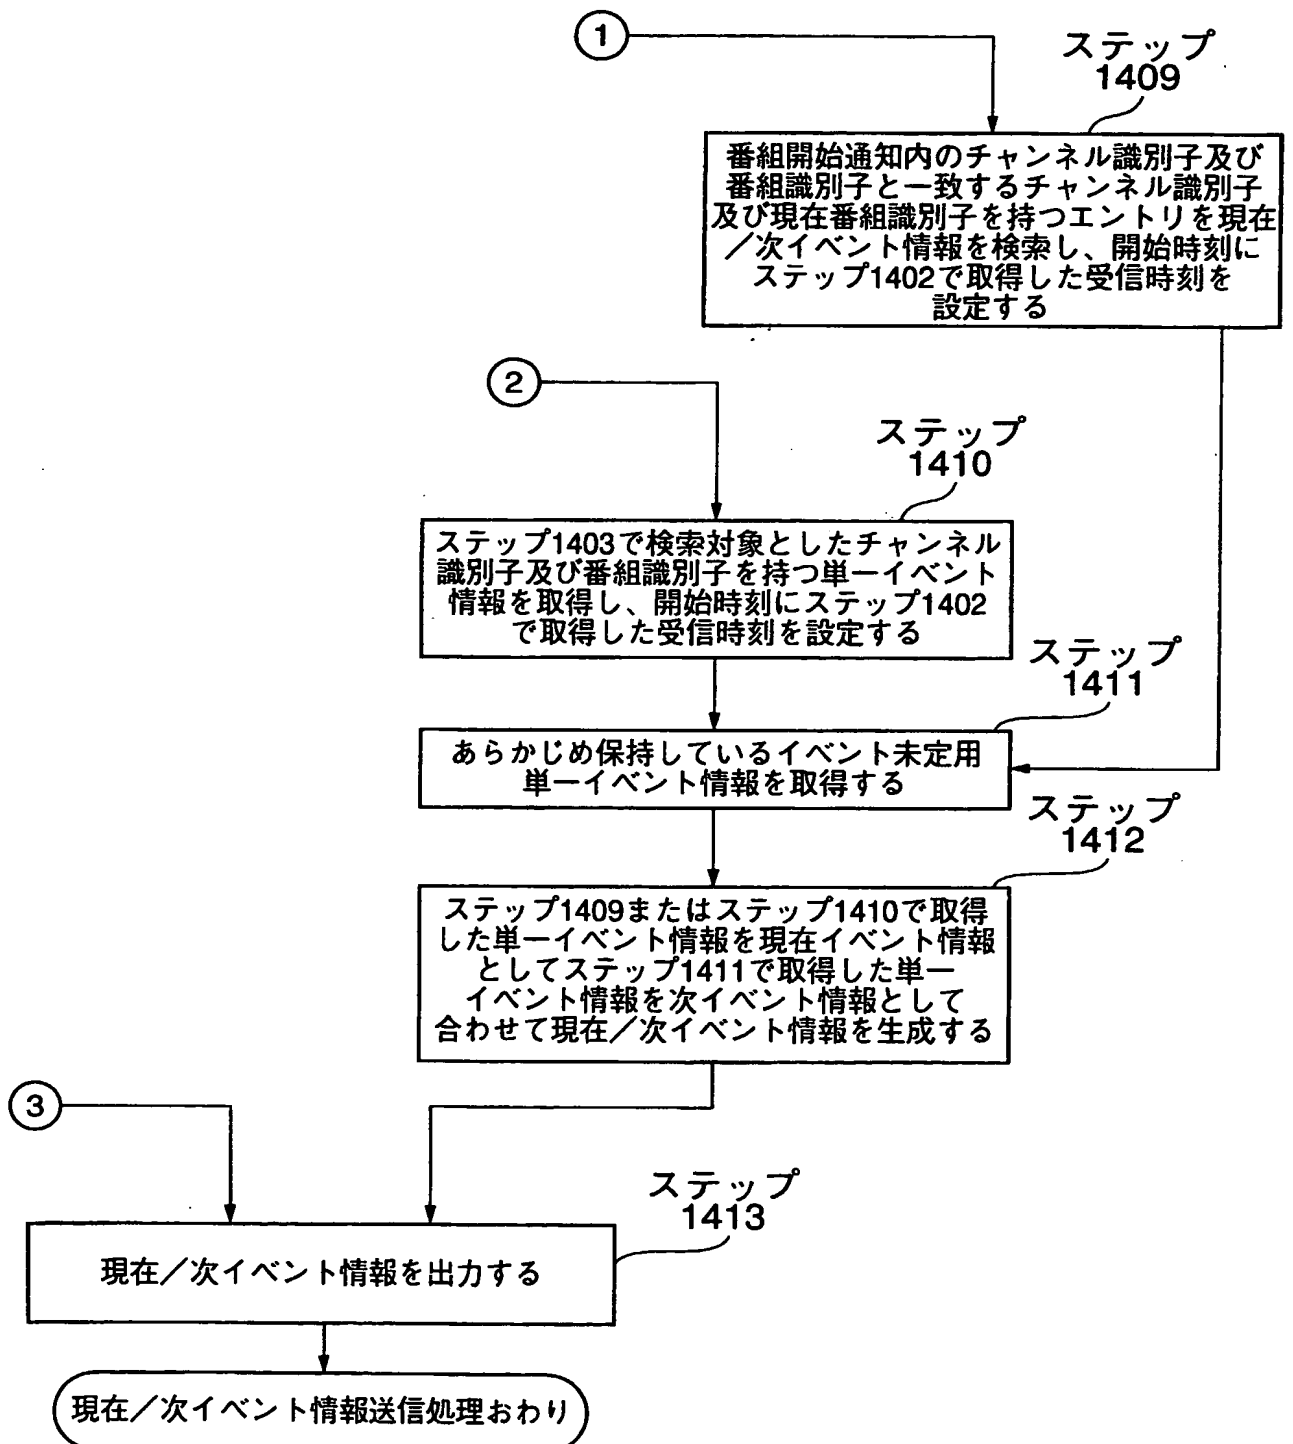 1
ステップ
1409
番組開始通知内のチャンネル識別子及び
番組識別子と一致するチャンネル識別子
及び現在番組識別子を持つエントリを現在
／次イベント情報を検索し、開始時刻に
ステップ1402で取得した受信時刻を
設定する
2
ステップ
1410
ステップ1403で検索対象としたチャンネル
識別子及び番組識別子を持つ単一イベント
情報を取得し、開始時刻にステップ1402
で取得した受信時刻を設定する
ステップ
1411
あらかじめ保持しているイベント未定用
単一イベント情報を取得する
ステップ
1412
ステップ1409またはステップ1410で取得
した単一イベント情報を現在イベント情報
としてステップ1411で取得した単一
イベント情報を次イベント情報として
合わせて現在／次イベント情報を生成する
3
ステップ
1413
現在／次イベント情報を出力する
現在／次イベント情報送信処理おわり